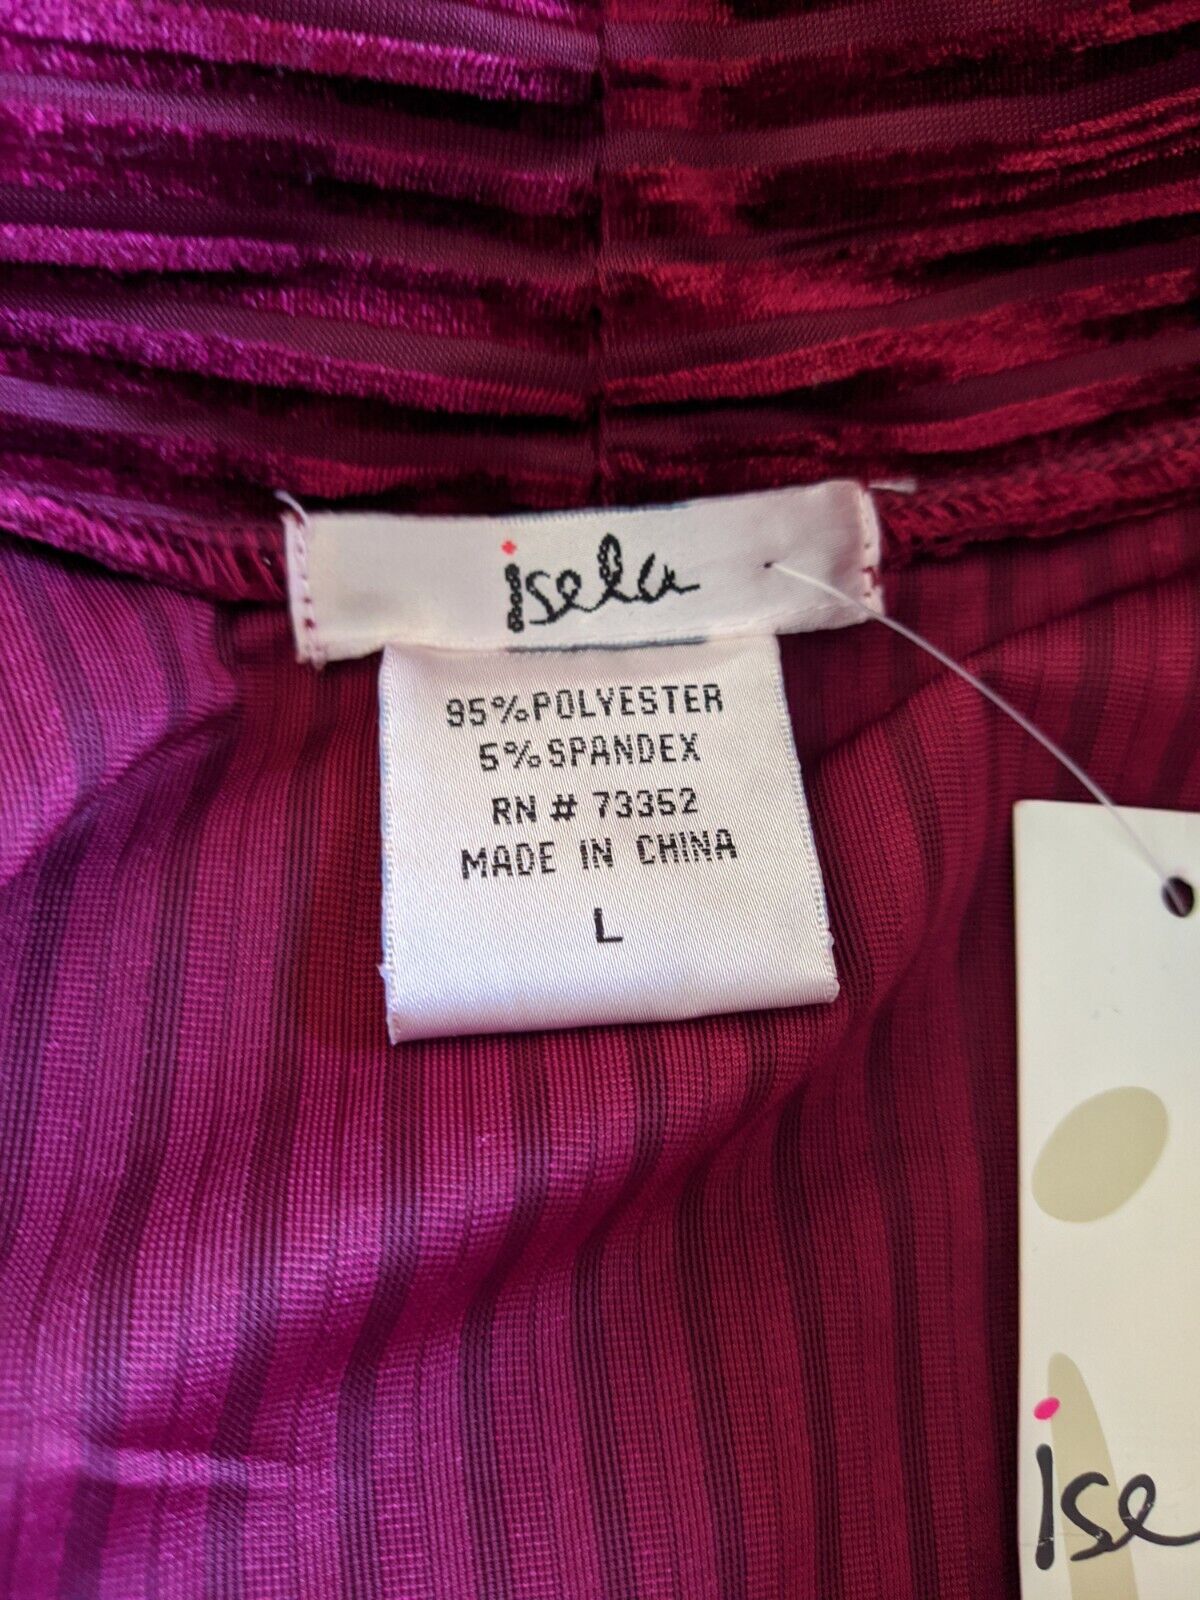 isela
95% POLYESTER
5% SPANDEX
RN # 73352
MADE IN CHINA
L
Ise